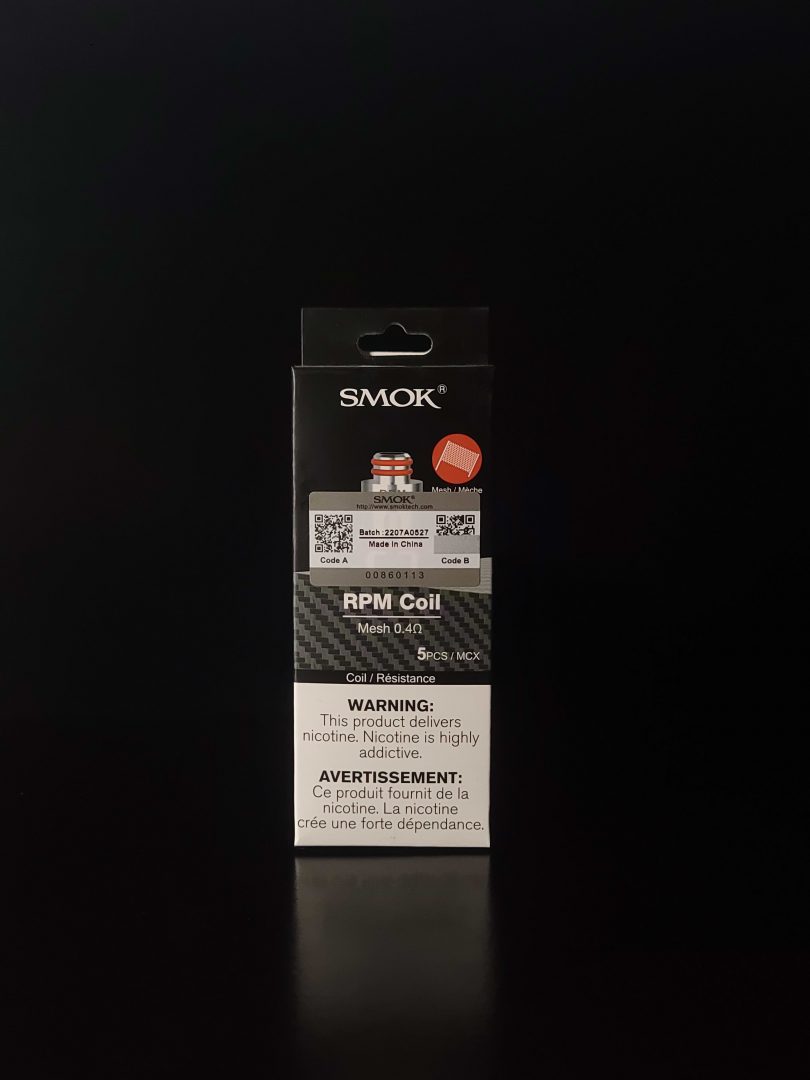 SMOK®
Mesh / Mèche
SMOK®
http://www.smoktech.com
Batch:2207A0527
Made in China
Code A
Code B
00860113
RPM Coil
Mesh 0.4Ω
5PCS / MCX
Coil / Résistance
WARNING:
This product delivers
nicotine. Nicotine is highly
addictive.
AVERTISSEMENT:
Ce produit fournit de la
nicotine. La nicotine
crée une forte dépendance.